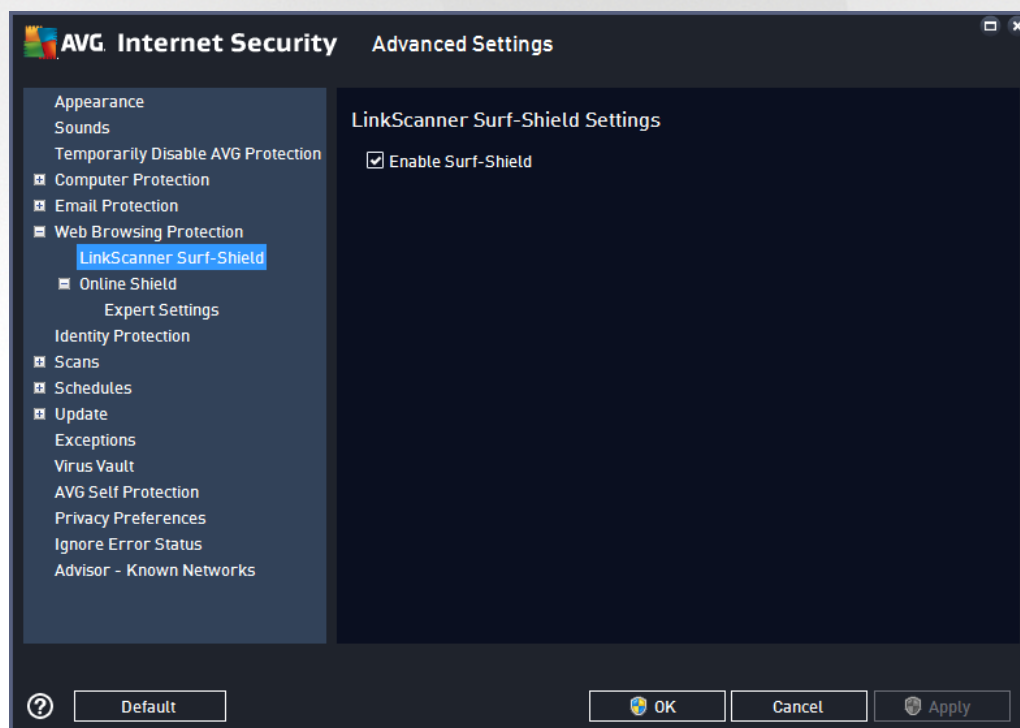 AVG. Internet Security Advanced Settings
Appearance
Sounds
Temporarily Disable AVG Protection
Computer Protection
Email Protection
Web Browsing Protection
LinkScanner Surf-Shield
Online Shield
Expert Settings
Identity Protection
Scans
Schedules
Update
Exceptions
Virus Vault
AVG Self Protection
Privacy Preferences
Ignore Error Status
Advisor - Known Networks
LinkScanner Surf-Shield Settings
Enable Surf-Shield
? Default OK Cancel Apply